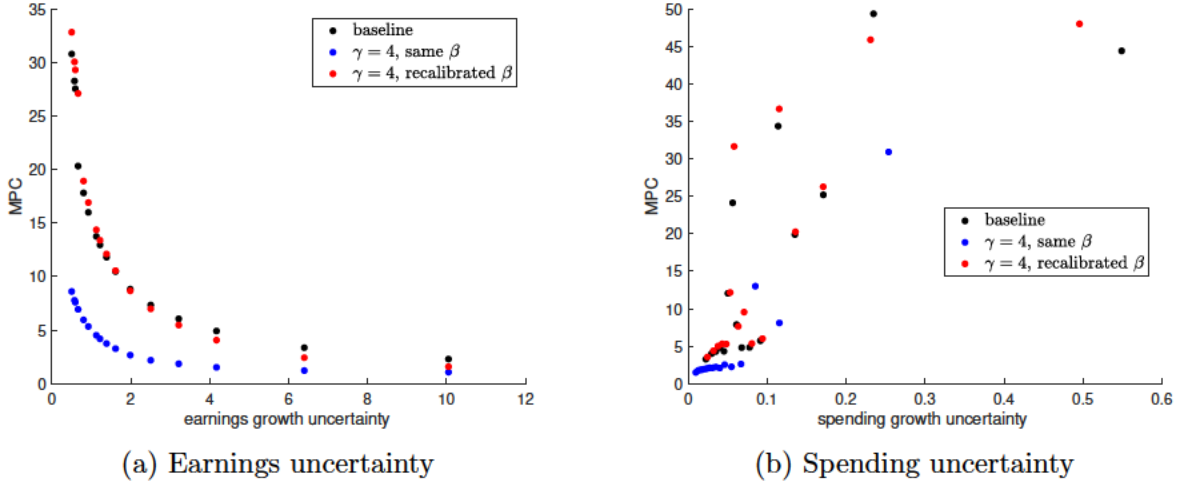 35
30
25
20
15
10
5
0
MPC
0 2 4 6 8 10 12
earnings growth uncertainty
baseline
γ = 4, same β
γ = 4, recalibrated β
(a) Earnings uncertainty
50
45
40
35
30
25
20
15
10
5
0
MPC
0 0.1 0.2 0.3 0.4 0.5 0.6
spending growth uncertainty
baseline
γ = 4, same β
γ = 4, recalibrated β
(b) Spending uncertainty